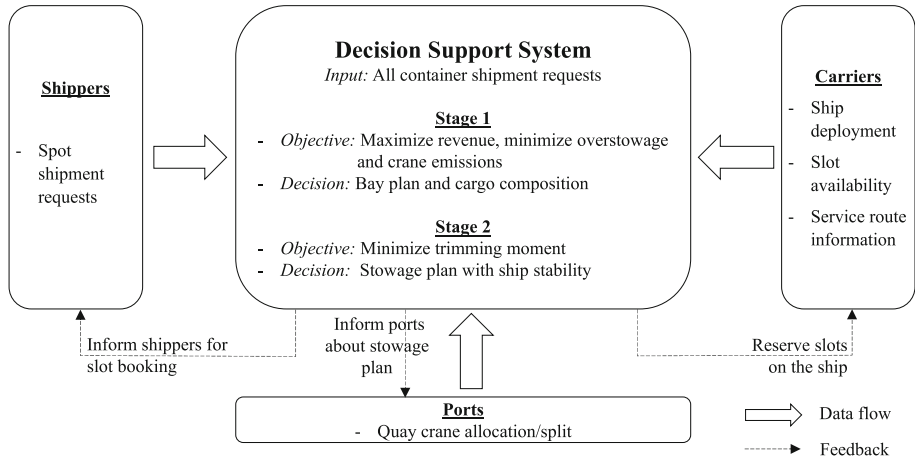 Shippers
- Spot
shipment
requests
Decision Support System
Input: All container shipment requests
Stage 1
- Objective: Maximize revenue, minimize overstowage
and crane emissions
- Decision: Bay plan and cargo composition
Stage 2
- Objective: Minimize trimming moment
- Decision: Stowage plan with ship stability
Carriers
- Ship
deployment
- Slot
availability
- Service route
information
Inform shippers for
slot booking
Inform ports
about stowage
plan
Reserve slots
on the ship
Ports
- Quay crane allocation/split
Data flow
Feedback